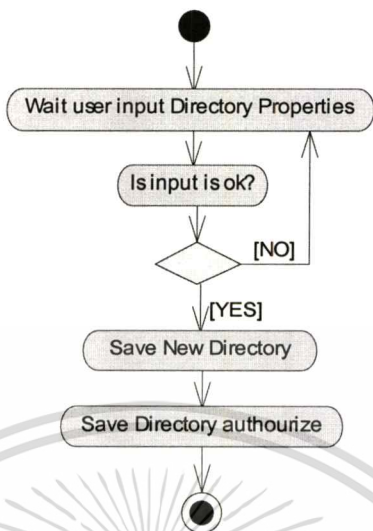 Wait user input Directory Properties
Is input is ok?
[NO]
[YES]
Save New Directory
Save Directory authourize